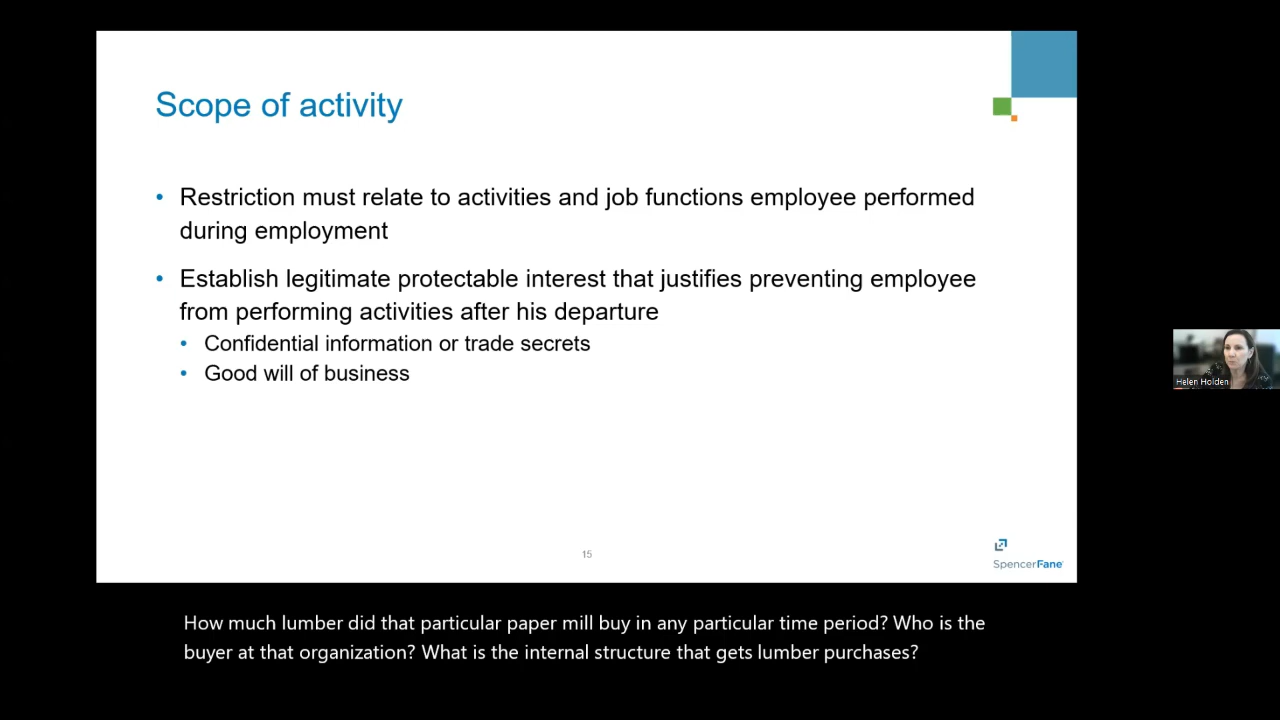 Scope of activity
• Restriction must relate to activities and job functions employee performed
during employment
• Establish legitimate protectable interest that justifies preventing employee
from performing activities after his departure
• Confidential information or trade secrets
• Good will of business
Helen Holden
15
SpencerFane
How much lumber did that particular paper mill buy in any particular time period? Who is the
buyer at that organization? What is the internal structure that gets lumber purchases?